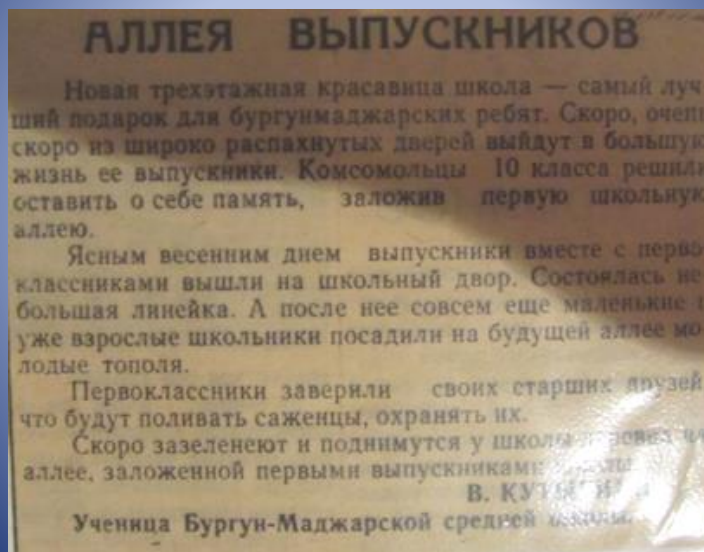 АЛЛЕЯ ВЫПУСКНИКОВ
Новая трехэтажная красавица школа — самый луч-
ший подарок для бургунмаджарских ребят. Скоро, очень
скоро из широко распахнутых дверей выйдут в большую
жизнь ее выпускники. Комсомольцы 10 класса решили
оставить о себе память, заложив первую школьную
аллею.
Ясным весенним днем выпускники вместе с перво-
классниками вышли на школьный двор. Состоялась не-
большая линейка. А после нее совсем еще маленькие и
уже взрослые школьники посадили на будущей аллее мо-
лодые тополя.
Первоклассники заверили своих старших друзей,
что будут поливать саженцы, охранять их.
Скоро зазеленеют и поднимутся у школы деревья на
аллее, заложенной первыми выпускниками школы.
В.
Ученица Бургун-Маджарской средней школы.